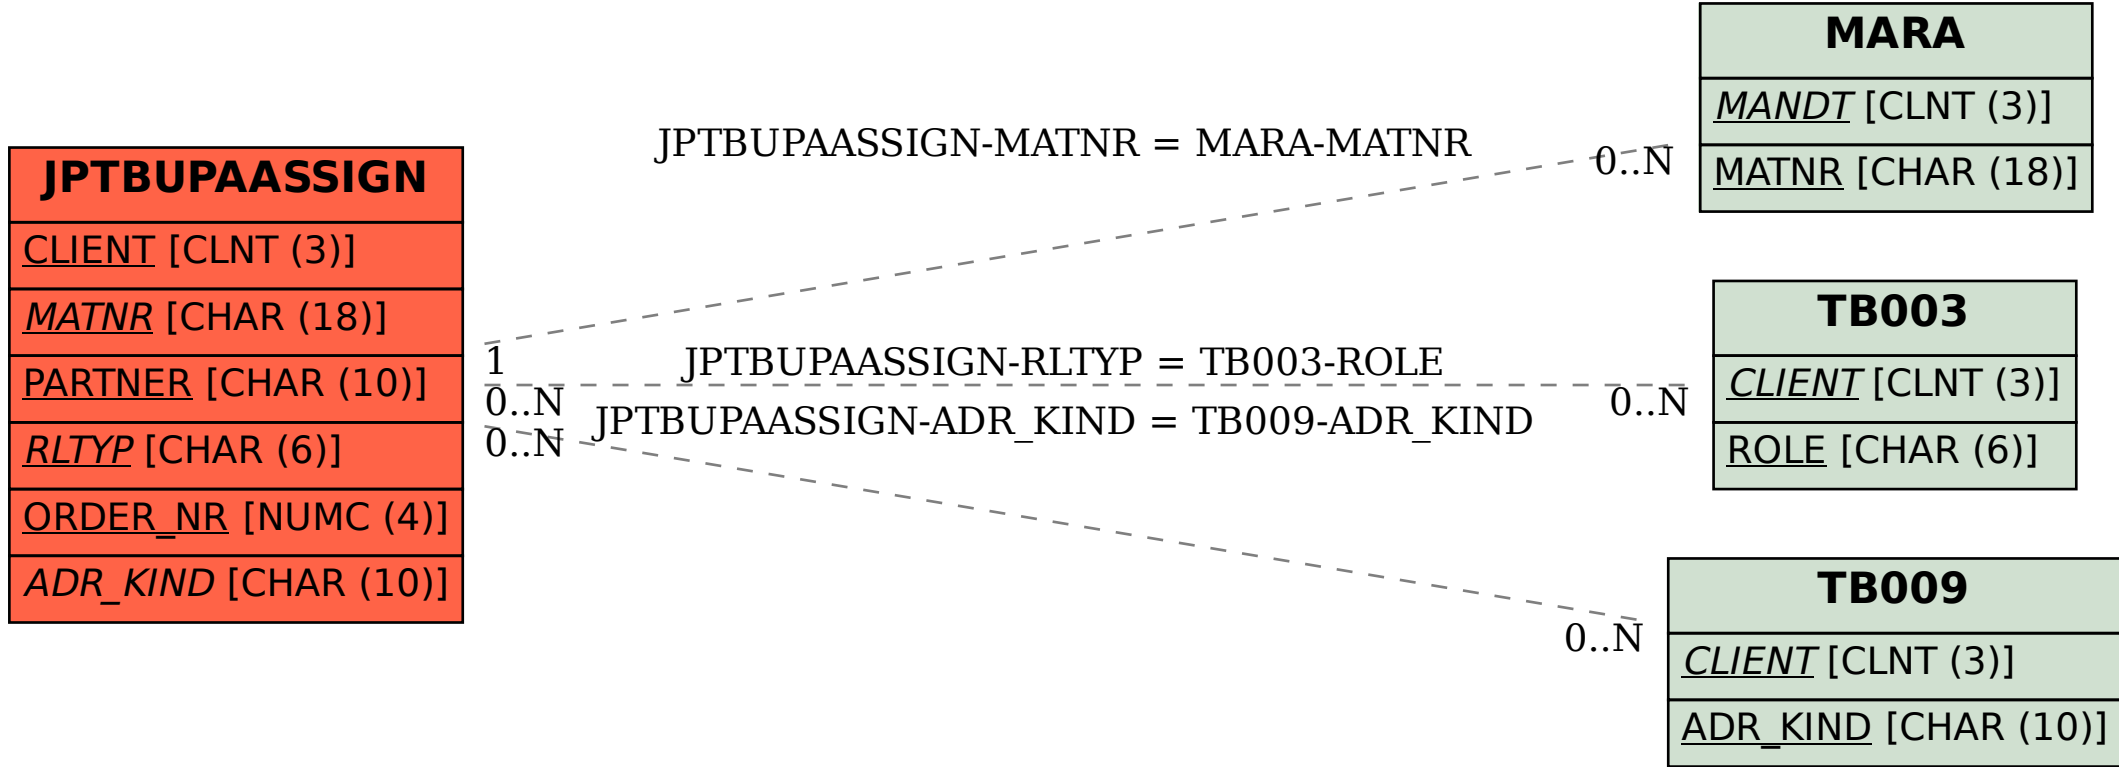 JPTBUPAASSIGN
CLIENT [CLNT (3)]
MATNR [CHAR (18)]
PARTNER [CHAR (10)]
RLTYP [CHAR (6)]
ORDER_NR [NUMC (4)]
ADR_KIND [CHAR (10)]
JPTBUPAASSIGN-MATNR = MARA-MATNR
0..N
1
JPTBUPAASSIGN-RLTYP = TB003-ROLE
0..N
0..N
JPTBUPAASSIGN-ADR_KIND = TB009-ADR_KIND
0..N
0..N
MARA
MANDT [CLNT (3)]
MATNR [CHAR (18)]
TB003
CLIENT [CLNT (3)]
ROLE [CHAR (6)]
TB009
CLIENT [CLNT (3)]
ADR_KIND [CHAR (10)]